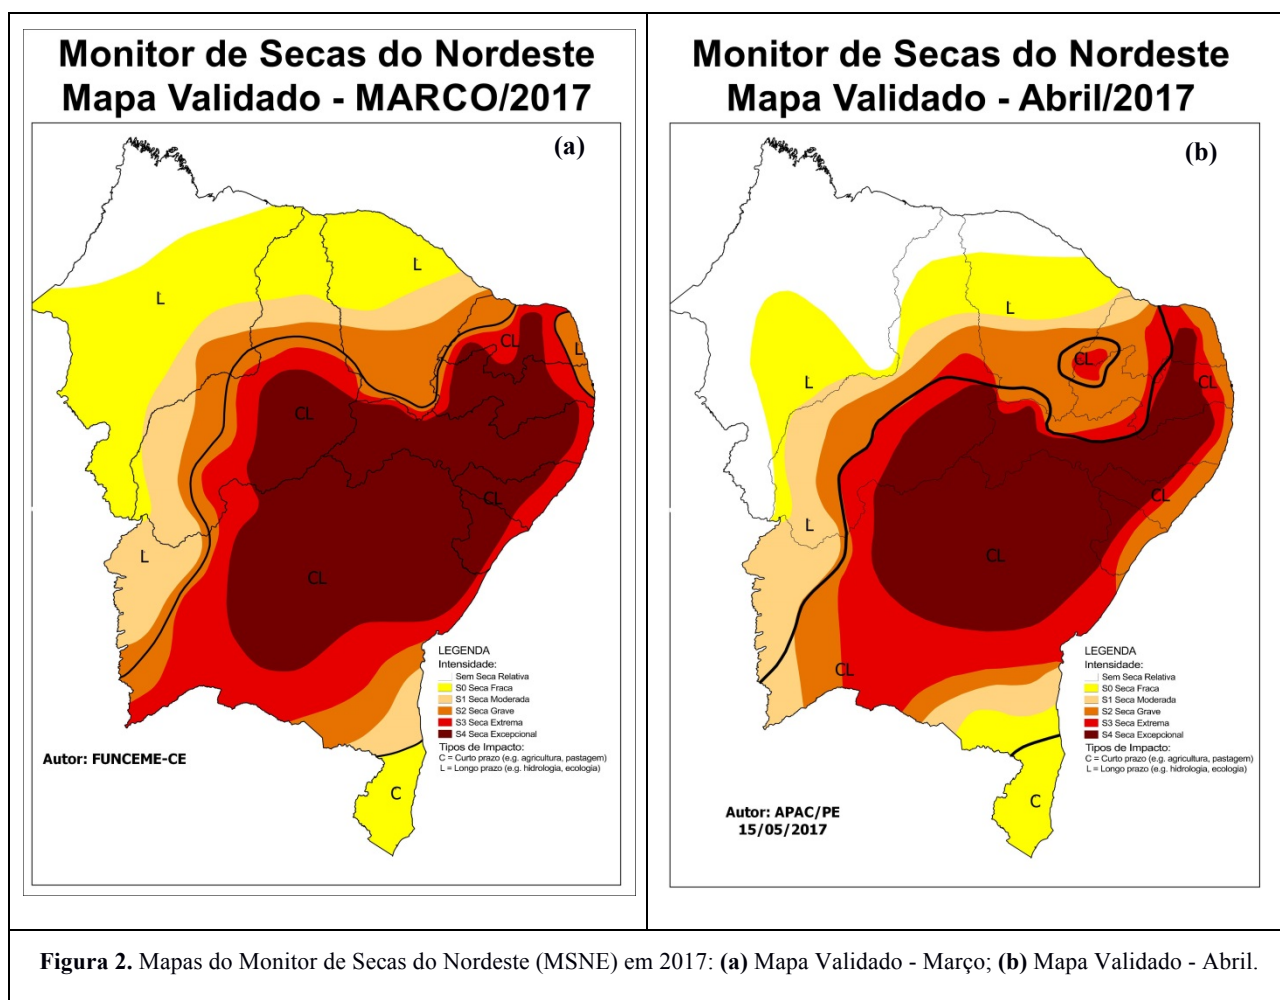 Monitor de Secas do Nordeste
Mapa Validado - MARCO/2017
(a)
L
L
CL
L
CL
CL
L
CL
LEGENDA
Intensidade:
Sem Seca Relativa
S0 Seca Fraca
S1 Seca Moderada
S2 Seca Grave
S3 Seca Extrema
S4 Seca Excepcional
Tipos de Impacto:
C = Curto prazo (e.g. agricultura, pastagem)
L = Longo prazo (e.g. hidrologia, ecologia)
Autor: FUNCEME-CE
C
Monitor de Secas do Nordeste
Mapa Validado - Abril/2017
(b)
L
CL
L
CL
CL
L
CL
CL
LEGENDA
Intensidade:
Sem Seca Relativa
S0 Seca Fraca
S1 Seca Moderada
S2 Seca Grave
S3 Seca Extrema
S4 Seca Excepcional
Tipos de Impacto:
C = Curto prazo (e.g. agricultura, pastagem)
L = Longo prazo (e.g. hidrologia, ecologia)
C
Autor: APAC/PE
15/05/2017
Figura 2. Mapas do Monitor de Secas do Nordeste (MSNE) em 2017: (a) Mapa Validado - Março; (b) Mapa Validado - Abril.